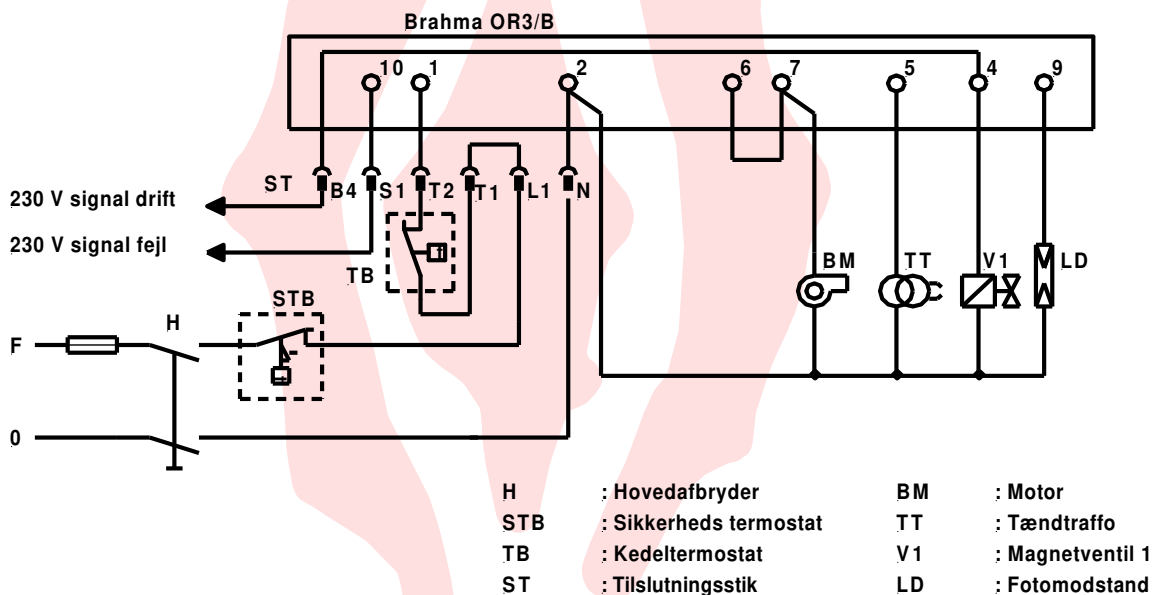 Brahma OR3/B
10 1 2 6 7 5 4 9
ST B4 S1 T2 T1 L1 N
230 V signal drift
230 V signal fejl
TB
BM TT V1 LD
STB
H
F
0
H : Hovedafbryder BM : Motor
STB : Sikkerheds termostat TT : Tændtraffo
TB : Kedeltermostat V1 : Magnetventil 1
ST : Tilslutningsstik LD : Fotomodstand